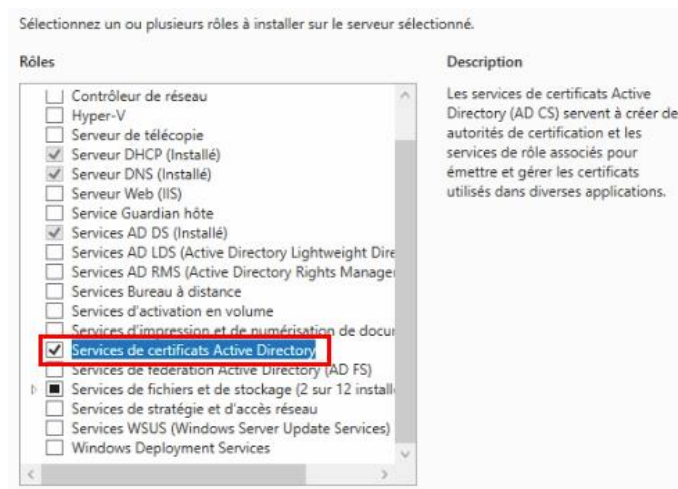 Sélectionnez un ou plusieurs rôles à installer sur le serveur sélectionné.
Rôles
Contrôleur de réseau
Hyper-V
Serveur de télécopie
Serveur DHCP (Installé)
Serveur DNS (Installé)
Serveur Web (IIS)
Service Guardian hôte
Services AD DS (Installé)
Services AD LDS (Active Directory Lightweight Dire
Services AD RMS (Active Directory Rights Manage
Services Bureau à distance
Services d'activation en volume
Services d'impression et de numérisation de docu
Services de certificats Active Directory
Services de fédération Active Directory (AD FS)
Services de fichiers et de stockage (2 sur 12 install
Services de stratégie et d'accès réseau
Services WSUS (Windows Server Update Services)
Windows Deployment Services
Description
Les services de certificats Active
Directory (AD CS) servent à créer de
autorités de certification et les
services de rôle associés pour
émettre et gérer les certificats
utilisés dans diverses applications.